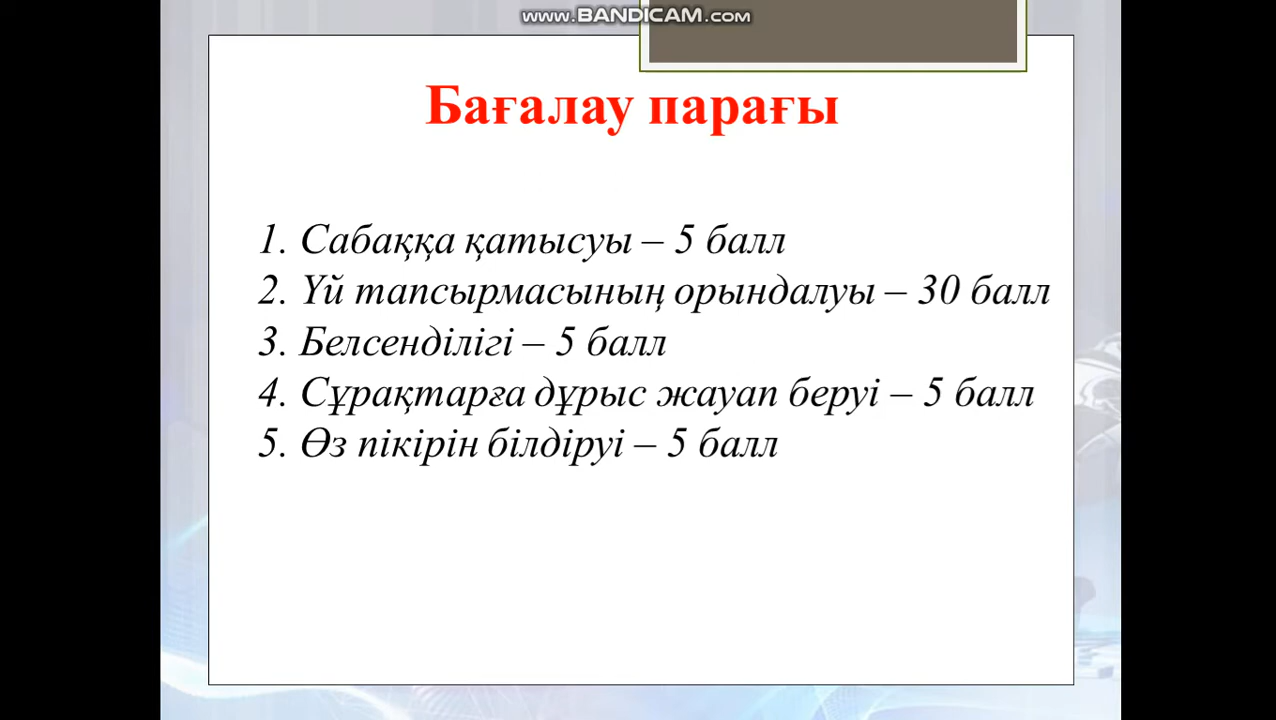 www.BANDICAM.com
Бағалау парағы
1. Сабаққа қатысуы – 5 балл
2. Үй тапсырмасының орындалуы – 30 балл
3. Белсенділігі – 5 балл
4. Сұрақтарға дұрыс жауап беруі – 5 балл
5. Өз пікірін білдіруі – 5 балл